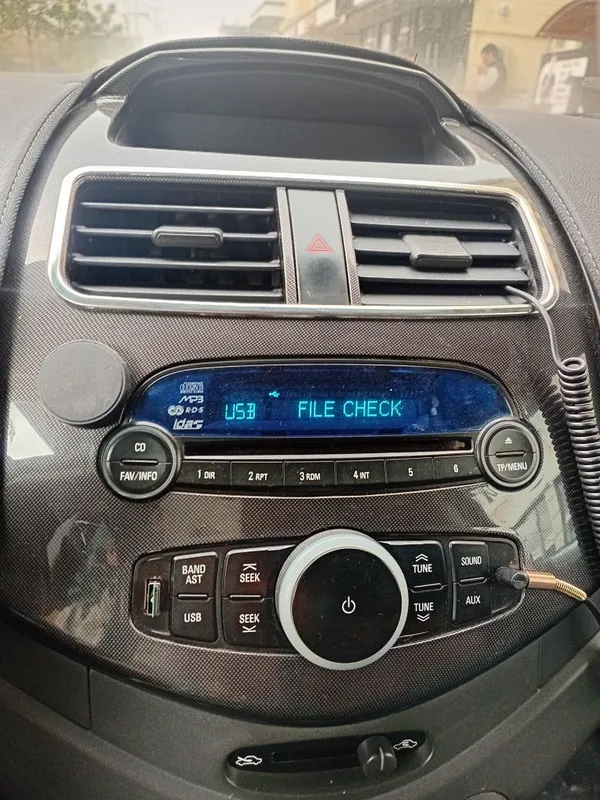 MP3
R·D·S
idas
USB FILE CHECK
CD
FAV/INFO
1 DIR
2 RPT
3 RDM
4 INT
5
6
TP/MENU
BAND
AST
SEEK
TUNE
SOUND
USB
SEEK
TUNE
AUX